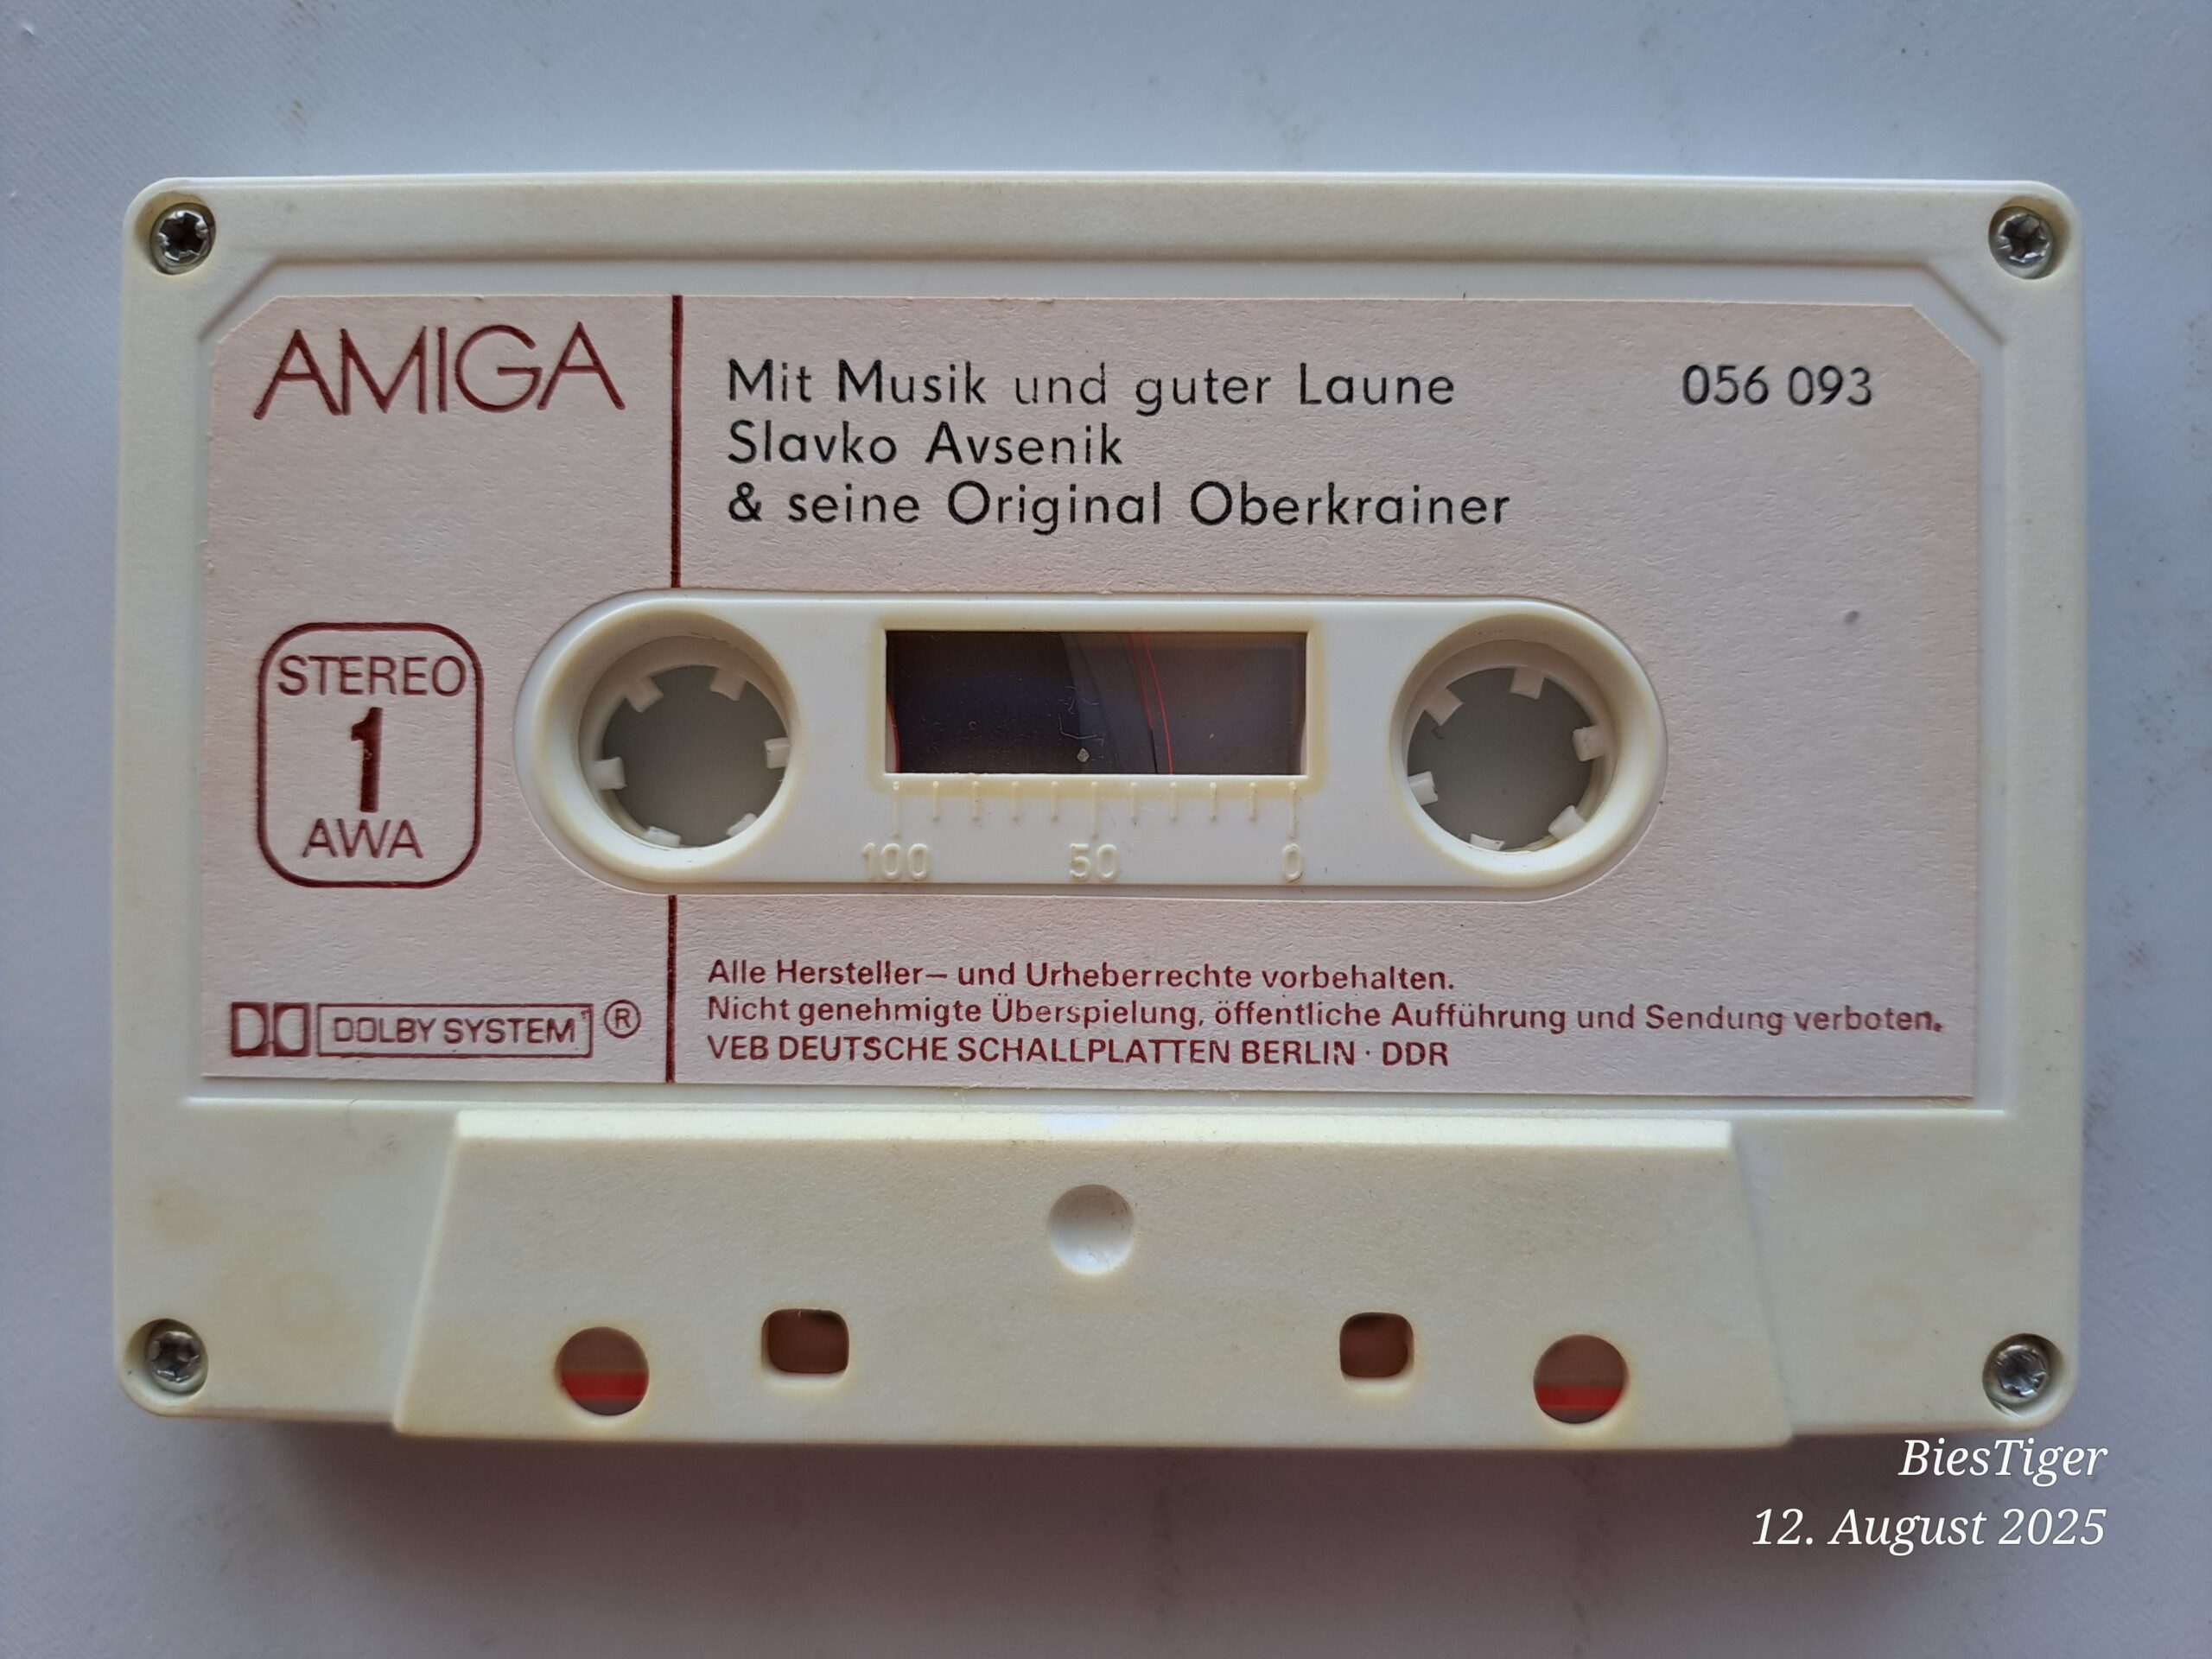 AMIGA
Mit Musik und guter Laune
056 093
Slavko Avsenik
& seine Original Oberkrainer
STEREO
1
AWA
100 50 0
DOLBY SYSTEM ®
Alle Hersteller– und Urheberrechte vorbehalten.
Nicht genehmigte Überspielung, öffentliche Aufführung und Sendung verboten.
VEB DEUTSCHE SCHALLPLATTEN BERLIN · DDR
BiesTiger
12. August 2025